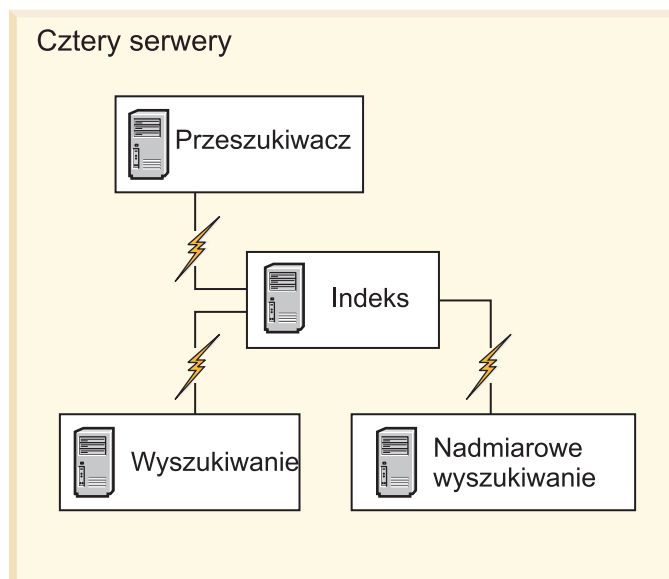 Cztery serwery
Przeszukiwacz
Indeks
Wyszukiwanie
Nadmiarowe
wyszukiwanie